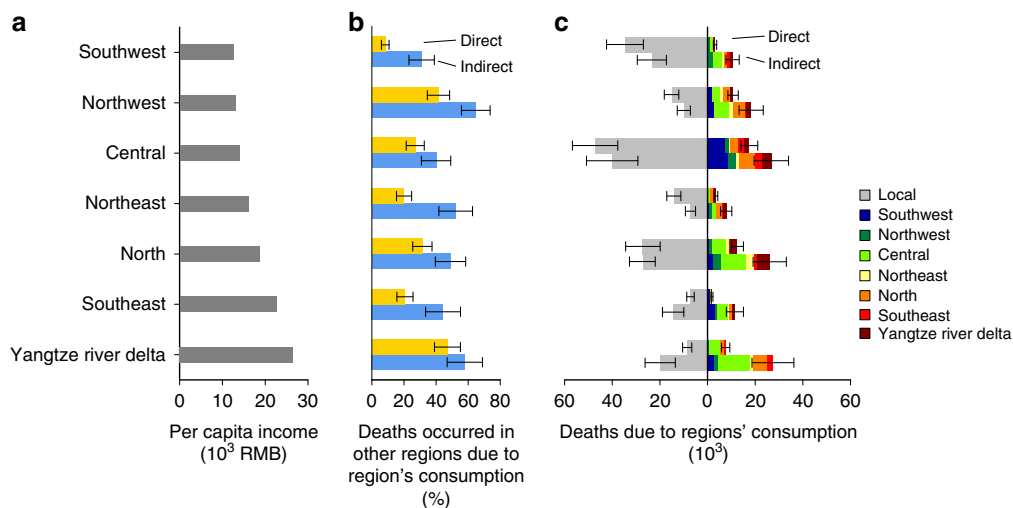 a
b
c
Southwest
Northwest
Central
Northeast
North
Southeast
Yangtze river delta
0 10 20 30
Per capita income
(10³ RMB)
Direct
Indirect
0 20 40 60 80
Deaths occurred in
other regions due to
region's consumption
(%)
Direct
Indirect
60 40 20 0 20 40 60
Deaths due to regions' consumption
(10³)
Local
Southwest
Northwest
Central
Northeast
North
Southeast
Yangtze river delta